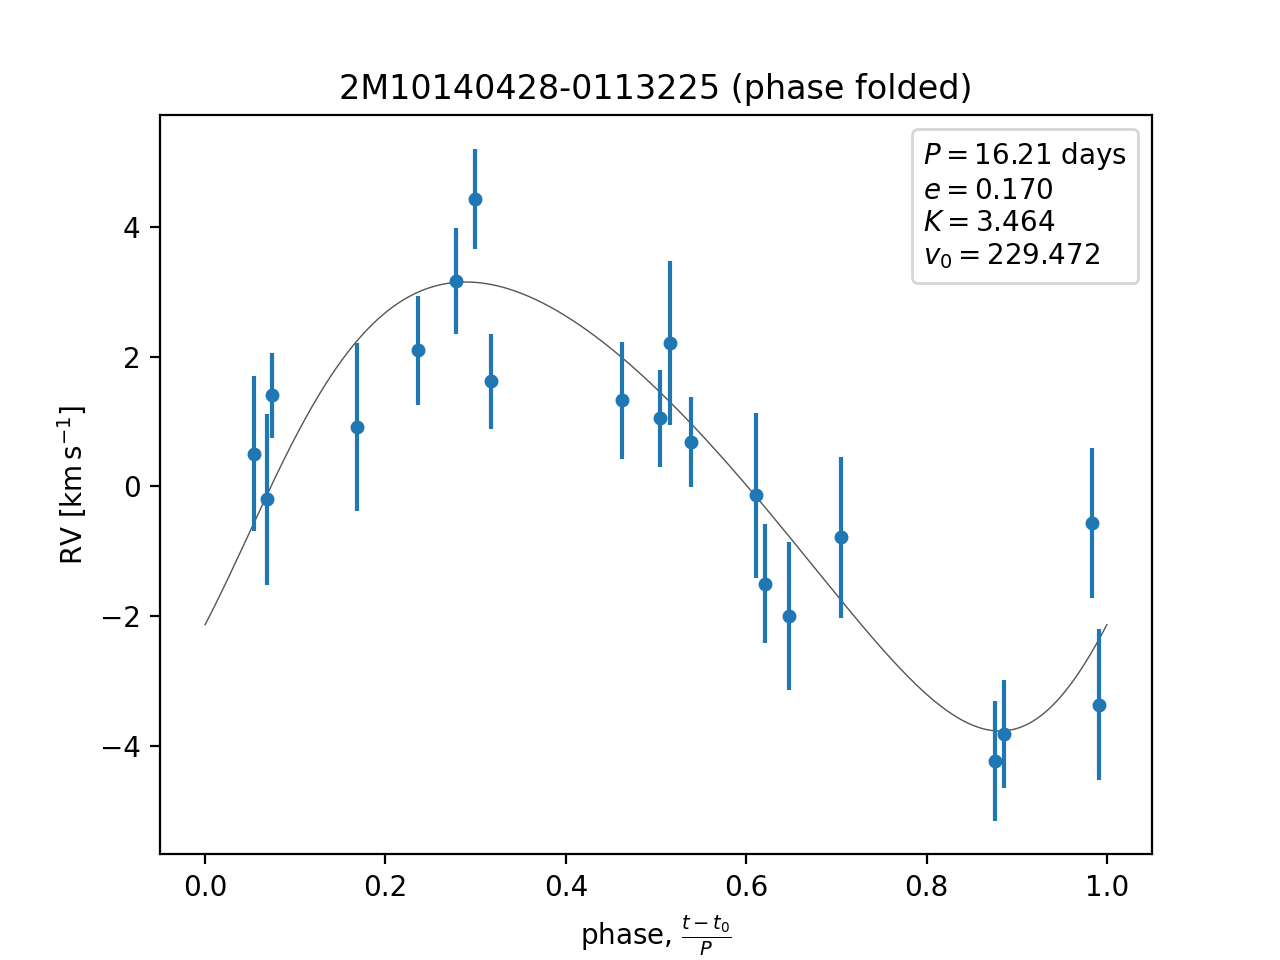 2M10140428-0113225 (phase folded)
P = 16.21 days
e = 0.170
K = 3.464
v₀ = 229.472
4
2
0
−2
−4
RV [km s⁻¹]
0.0 0.2 0.4 0.6 0.8 1.0
phase, (t − t₀)/P